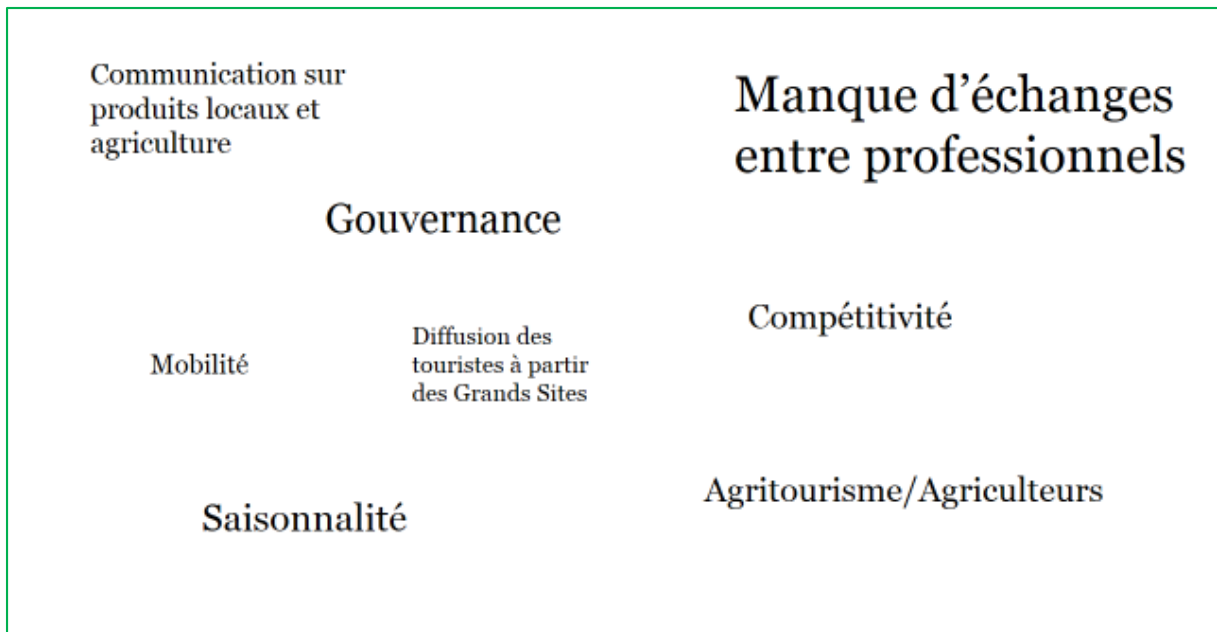 Communication sur
produits locaux et
agriculture
Manque d’échanges
entre professionnels
Gouvernance
Compétitivité
Mobilité
Diffusion des
touristes à partir
des Grands Sites
Agritourisme/Agriculteurs
Saisonnalité